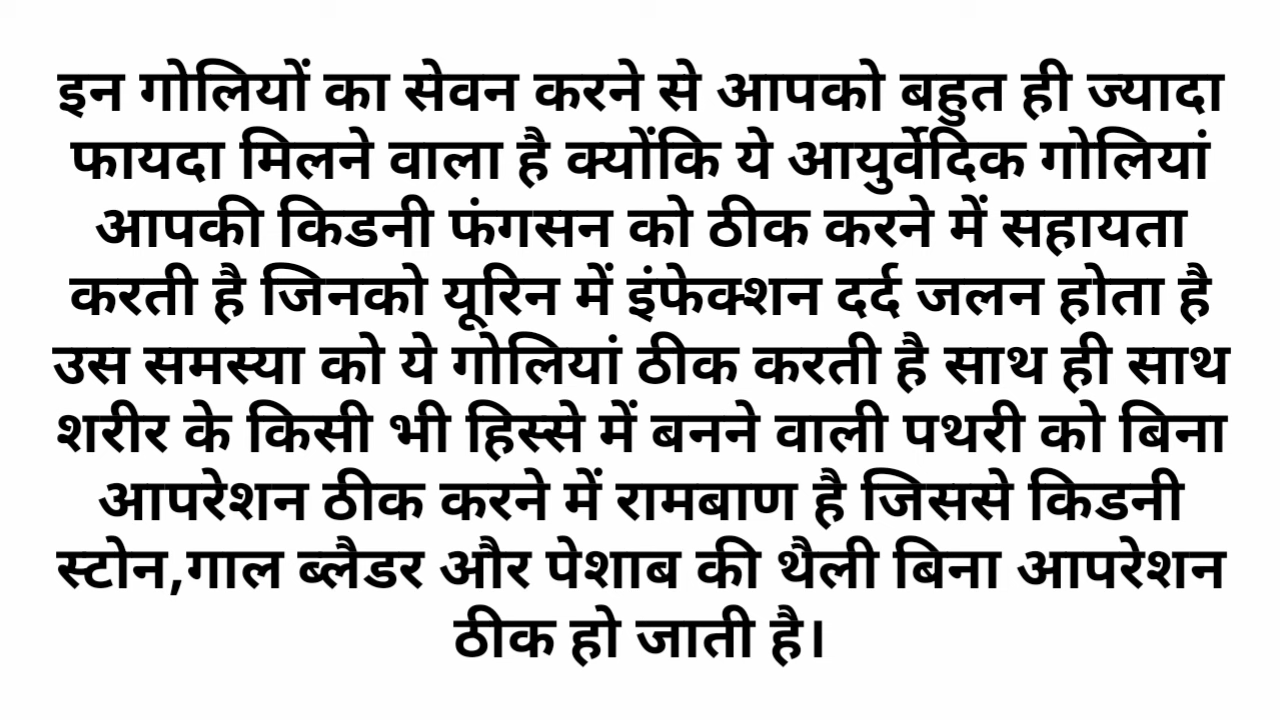 इन गोलियों का सेवन करने से आपको बहुत ही ज्यादा
फायदा मिलने वाला है क्योंकि ये आयुर्वेदिक गोलियां
आपकी किडनी फंगसन को ठीक करने में सहायता
करती है जिनको यूरिन में इंफेक्शन दर्द जलन होता है
उस समस्या को ये गोलियां ठीक करती है साथ ही साथ
शरीर के किसी भी हिस्से में बनने वाली पथरी को बिना
आपरेशन ठीक करने में रामबाण है जिससे किडनी
स्टोन,गाल ब्लैडर और पेशाब की थैली बिना आपरेशन
ठीक हो जाती है।